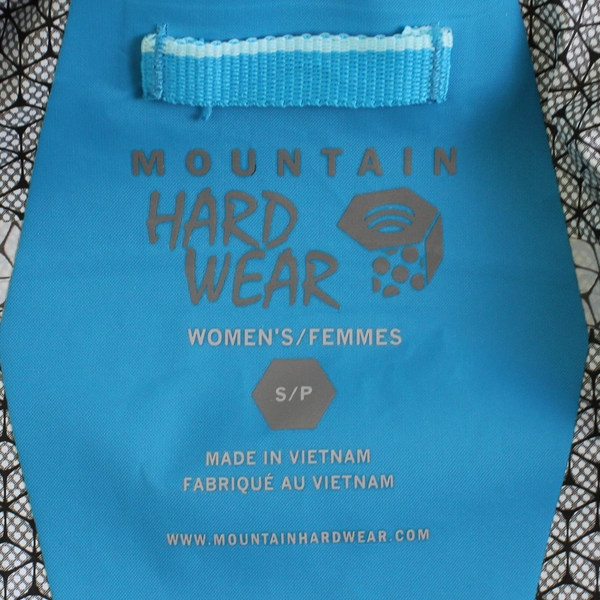 MOUNTAIN
HARD
WEAR
WOMEN'S/FEMMES
S/P
MADE IN VIETNAM
FABRIQUÉ AU VIETNAM
WWW.MOUNTAINHARDWEAR.COM